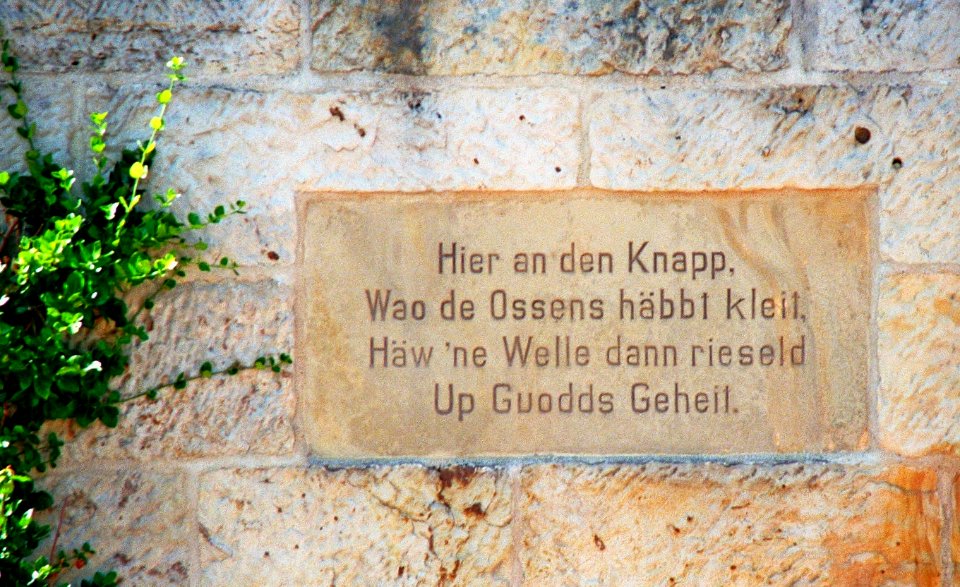 Hier an den Knapp,
Wao de Ossens häbbt kleit,
Häw 'ne Welle dann rieseld
Up Guodds Geheit.